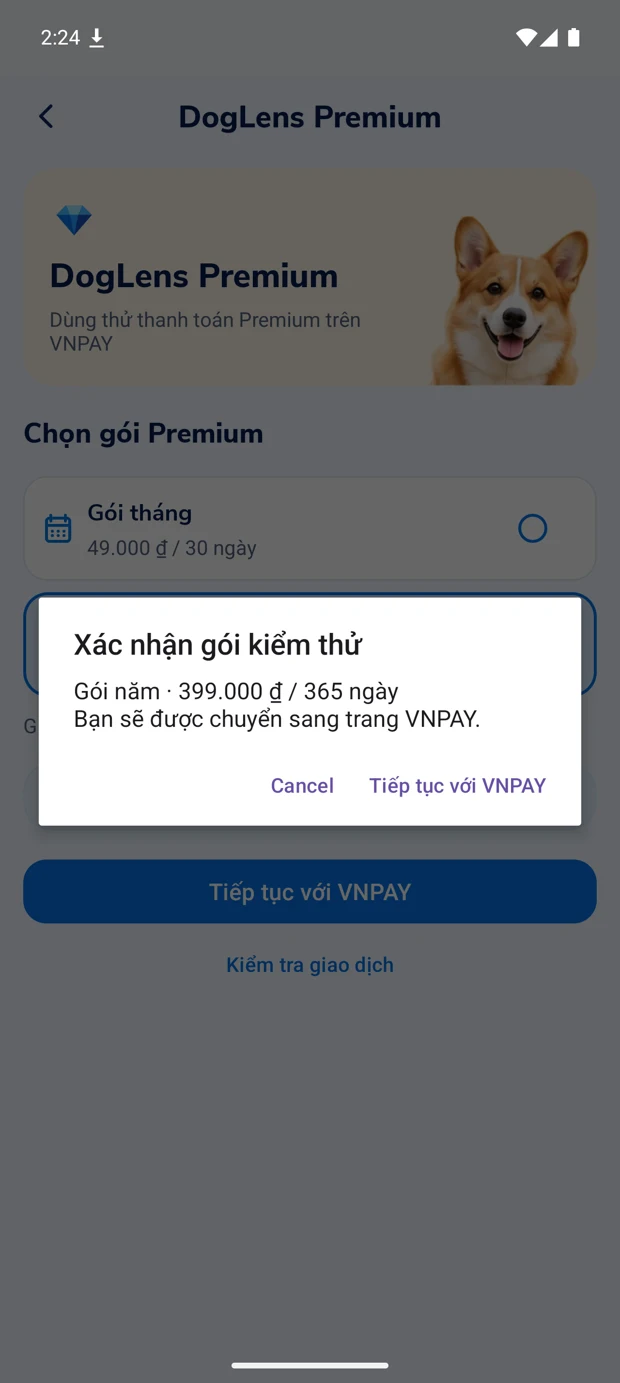 2:24
DogLens Premium
DogLens Premium
Dùng thử thanh toán Premium trên
VNPAY
Chọn gói Premium
Gói tháng
49.000 ₫ / 30 ngày
Xác nhận gói kiểm thử
Gói năm · 399.000 ₫ / 365 ngày
Bạn sẽ được chuyển sang trang VNPAY.
G
Cancel
Tiếp tục với VNPAY
Tiếp tục với VNPAY
Kiểm tra giao dịch